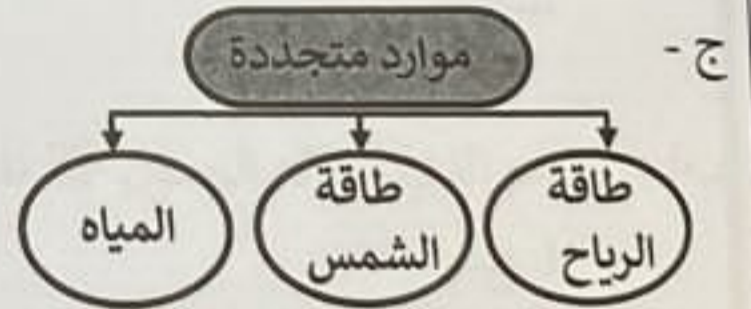 ج -
موارد متجددة
طاقة الرياح
طاقة الشمس
المياه